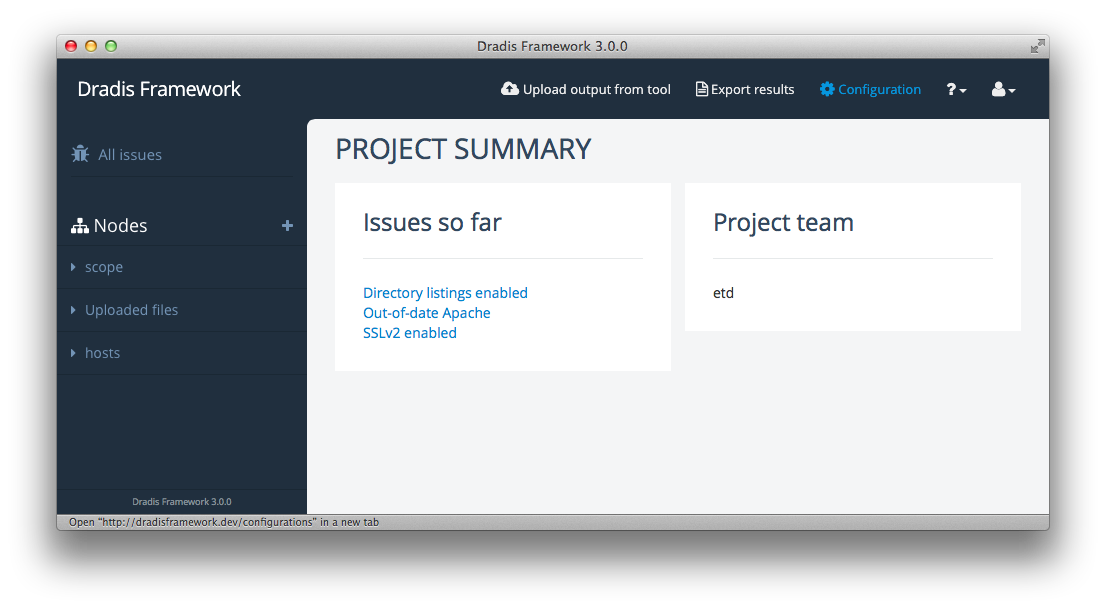 Dradis Framework 3.0.0
Dradis Framework
Upload output from tool
Export results
Configuration
?
All issues
Nodes
+
scope
Uploaded files
hosts
Dradis Framework 3.0.0
PROJECT SUMMARY
Issues so far
Directory listings enabled
Out-of-date Apache
SSLv2 enabled
Project team
etd
Open “http://dradisframework.dev/configurations” in a new tab